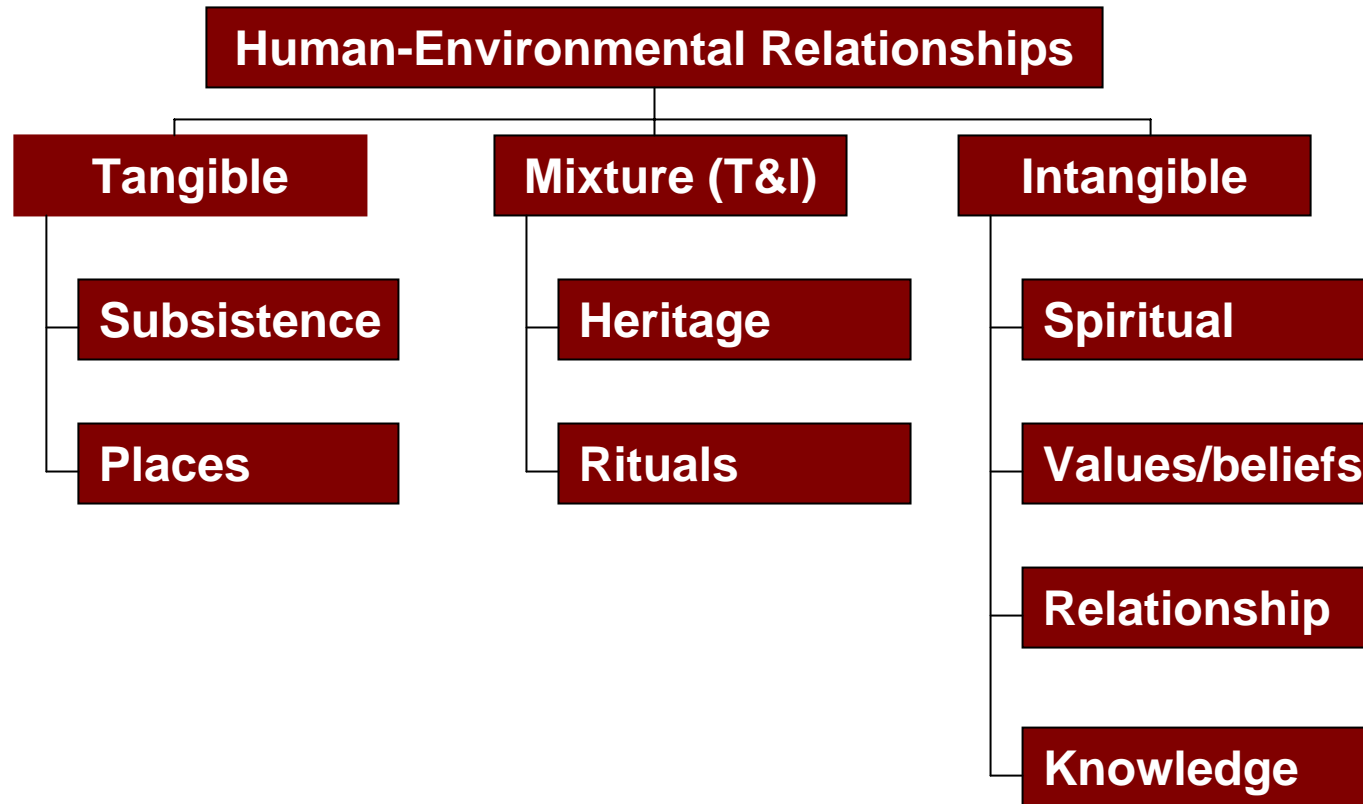 Human-Environmental Relationships
Tangible
Mixture (T&I)
Intangible
Subsistence
Heritage
Spiritual
Places
Rituals
Values/beliefs
Relationship
Knowledge